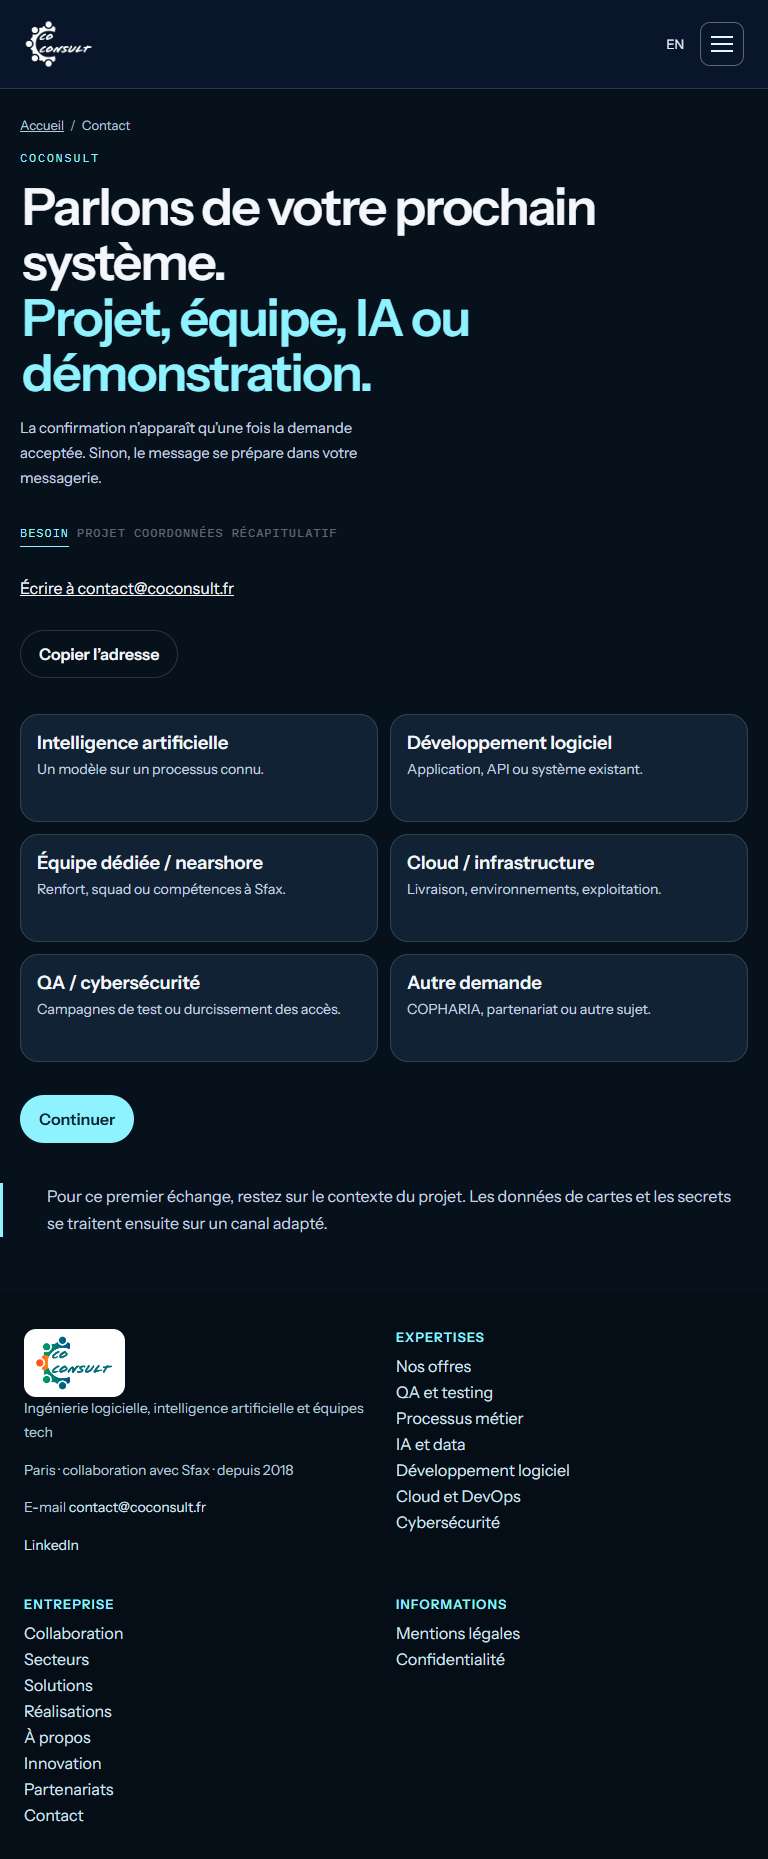 CO
CONSULT
EN
Accueil / Contact
COCONSULT
Parlons de votre prochain
système.
Projet, équipe, IA ou
démonstration.
La confirmation n’apparaît qu’une fois la demande
acceptée. Sinon, le message se prépare dans votre
messagerie.
BESOIN PROJET COORDONNÉES RÉCAPITULATIF
Écrire à contact@coconsult.fr
Copier l’adresse
Intelligence artificielle
Un modèle sur un processus connu.
Développement logiciel
Application, API ou système existant.
Équipe dédiée / nearshore
Renfort, squad ou compétences à Sfax.
Cloud / infrastructure
Livraison, environnements, exploitation.
QA / cybersécurité
Campagnes de test ou durcissement des accès.
Autre demande
COPHARIA, partenariat ou autre sujet.
Continuer
Pour ce premier échange, restez sur le contexte du projet. Les données de cartes et les secrets
se traitent ensuite sur un canal adapté.
CO
CONSULT
Ingénierie logicielle, intelligence artificielle et équipes
tech
Paris · collaboration avec Sfax · depuis 2018
E-mail contact@coconsult.fr
LinkedIn
EXPERTISES
Nos offres
QA et testing
Processus métier
IA et data
Développement logiciel
Cloud et DevOps
Cybersécurité
ENTREPRISE
Collaboration
Secteurs
Solutions
Réalisations
À propos
Innovation
Partenariats
Contact
INFORMATIONS
Mentions légales
Confidentialité